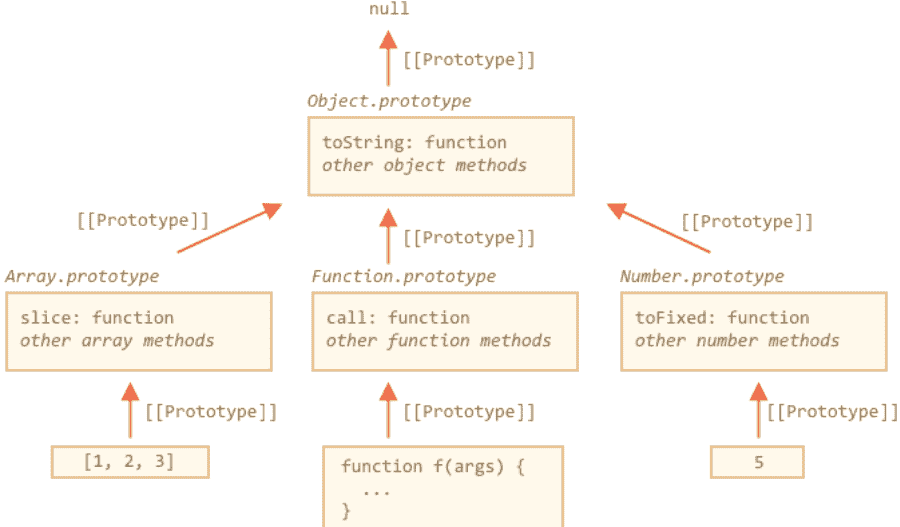 null
[[Prototype]]
Object.prototype
toString: function
other object methods
[[Prototype]]
[[Prototype]]
[[Prototype]]
Array.prototype
slice: function
other array methods
Function.prototype
call: function
other function methods
Number.prototype
toFixed: function
other number methods
[[Prototype]]
[[Prototype]]
[[Prototype]]
[1, 2, 3]
function f(args) {
...
}
5